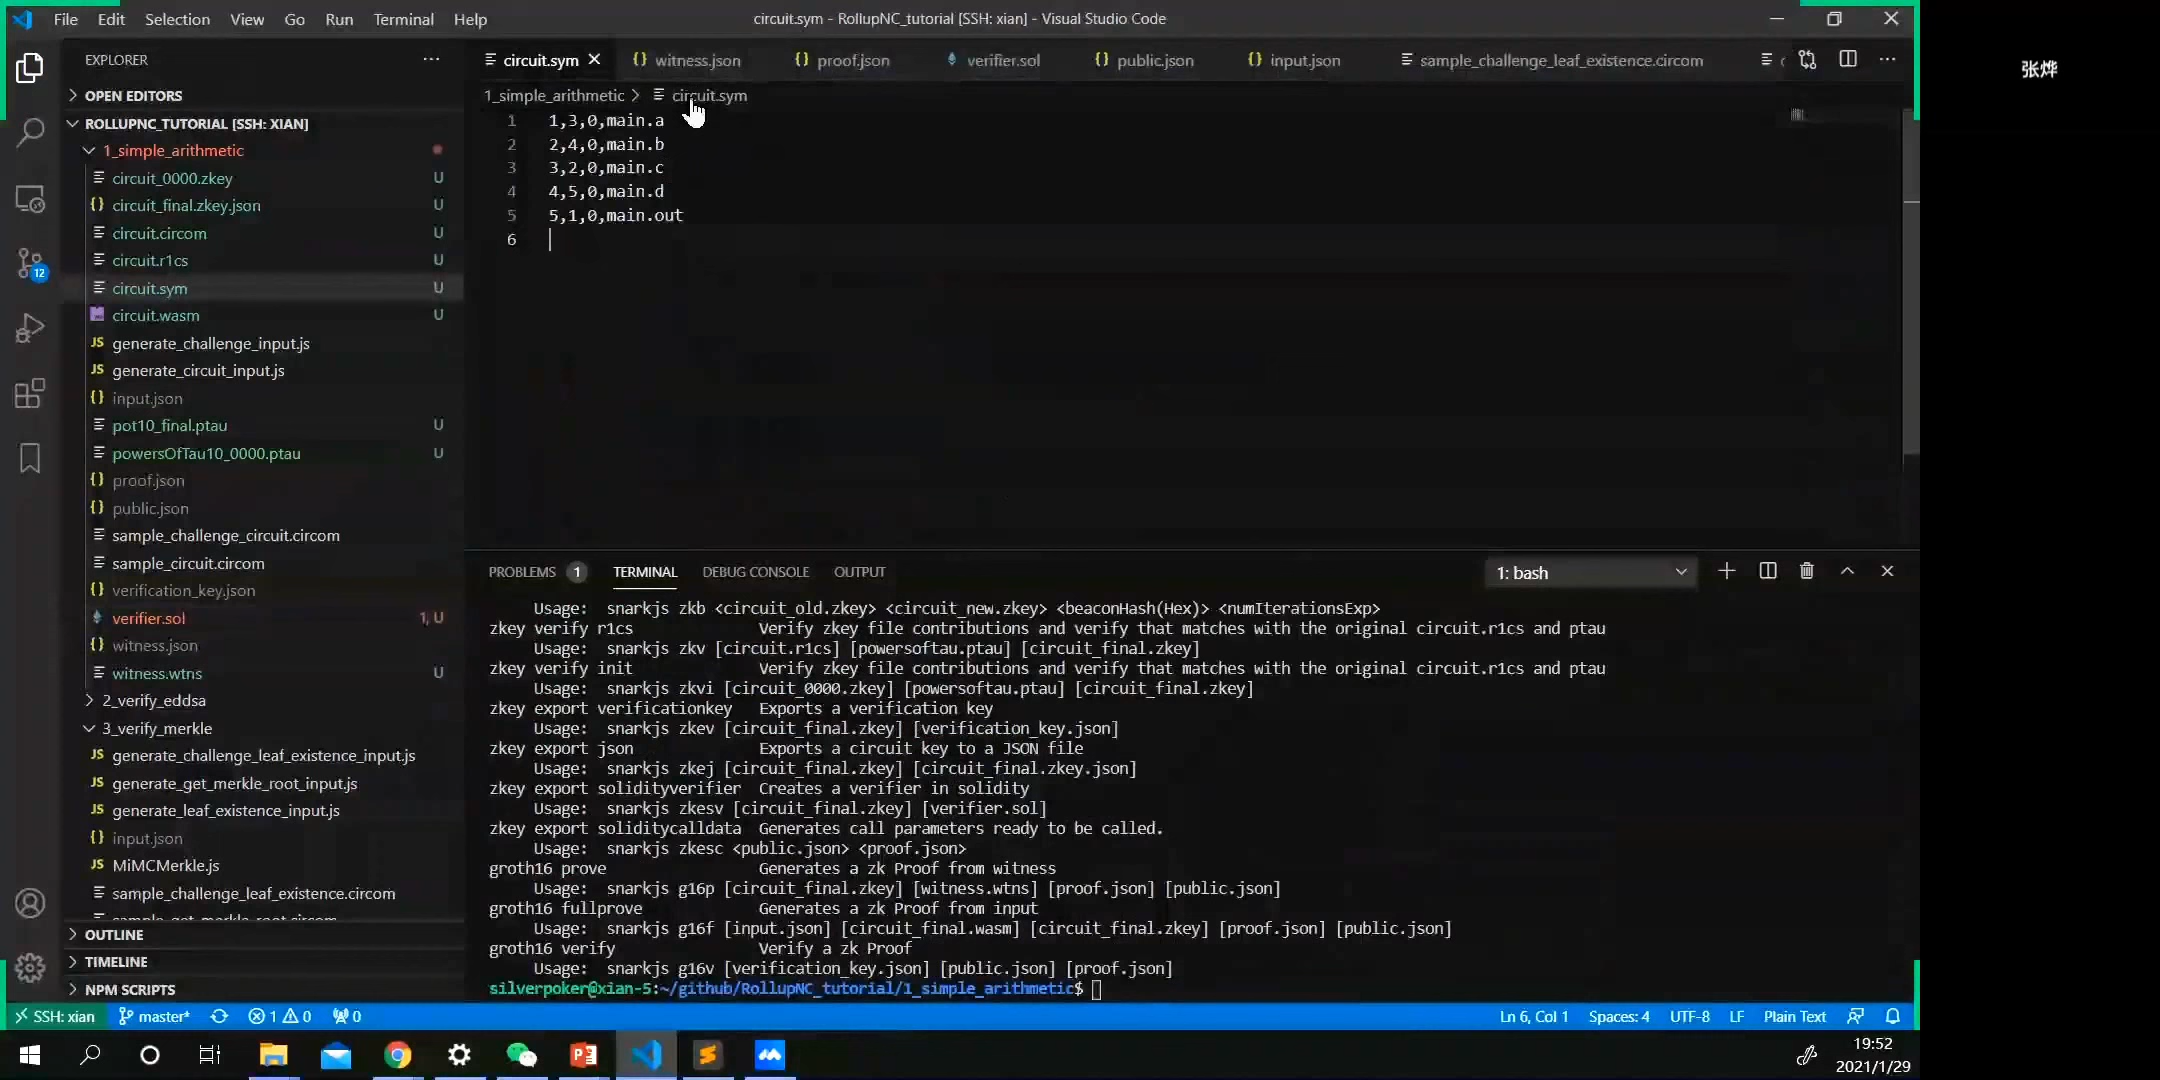 File Edit Selection View Go Run Terminal Help
circuit.sym - RollupNC_tutorial [SSH: xian] - Visual Studio Code
张烨
EXPLORER
circuit.sym
witness.json
proof.json
verifier.sol
public.json
input.json
sample_challenge_leaf_existence.circom
OPEN EDITORS
1_simple_arithmetic > circuit.sym
ROLLUPNC_TUTORIAL [SSH: XIAN]
1_simple_arithmetic
circuit_0000.zkey U
circuit_final.zkey.json U
circuit.circom U
circuit.r1cs U
circuit.sym U
circuit.wasm U
generate_challenge_input.js
generate_circuit_input.js
input.json
pot10_final.ptau U
powersOfTau10_0000.ptau U
proof.json
public.json
sample_challenge_circuit.circom
sample_circuit.circom
verification_key.json
verifier.sol 1, U
witness.json
witness.wtns U
2_verify_eddsa
3_verify_merkle
generate_challenge_leaf_existence_input.js
generate_get_merkle_root_input.js
generate_leaf_existence_input.js
input.json
MiMCMerkle.js
sample_challenge_leaf_existence.circom
sample_get_merkle_root.circom
OUTLINE
TIMELINE
NPM SCRIPTS
12
1 1,3,0,main.a
2 2,4,0,main.b
3 3,2,0,main.c
4 4,5,0,main.d
5 5,1,0,main.out
6
PROBLEMS 1 TERMINAL DEBUG CONSOLE OUTPUT
1: bash
Usage: snarkjs zkb <circuit_old.zkey> <circuit_new.zkey> <beaconHash(Hex)> <numIterationsExp>
zkey verify r1cs Verify zkey file contributions and verify that matches with the original circuit.r1cs and ptau
Usage: snarkjs zkv [circuit.r1cs] [powersoftau.ptau] [circuit_final.zkey]
zkey verify init Verify zkey file contributions and verify that matches with the original circuit.r1cs and ptau
Usage: snarkjs zkvi [circuit_0000.zkey] [powersoftau.ptau] [circuit_final.zkey]
zkey export verificationkey Exports a verification key
Usage: snarkjs zkev [circuit_final.zkey] [verification_key.json]
zkey export json Exports a circuit key to a JSON file
Usage: snarkjs zkej [circuit_final.zkey] [circuit_final.zkey.json]
zkey export solidityverifier Creates a verifier in solidity
Usage: snarkjs zkesv [circuit_final.zkey] [verifier.sol]
zkey export soliditycalldata Generates call parameters ready to be called.
Usage: snarkjs zkesc <public.json> <proof.json>
groth16 prove Generates a zk Proof from witness
Usage: snarkjs g16p [circuit_final.zkey] [witness.wtns] [proof.json] [public.json]
groth16 fullprove Generates a zk Proof from input
Usage: snarkjs g16f [input.json] [circuit_final.wasm] [circuit_final.zkey] [proof.json] [public.json]
groth16 verify Verify a zk Proof
Usage: snarkjs g16v [verification_key.json] [public.json] [proof.json]
silverpoker@xian-5:~/github/RollupNC_tutorial/1_simple_arithmetic$
SSH: xian master* 1 0 0
Ln 6, Col 1 Spaces: 4 UTF-8 LF Plain Text
19:52
2021/1/29